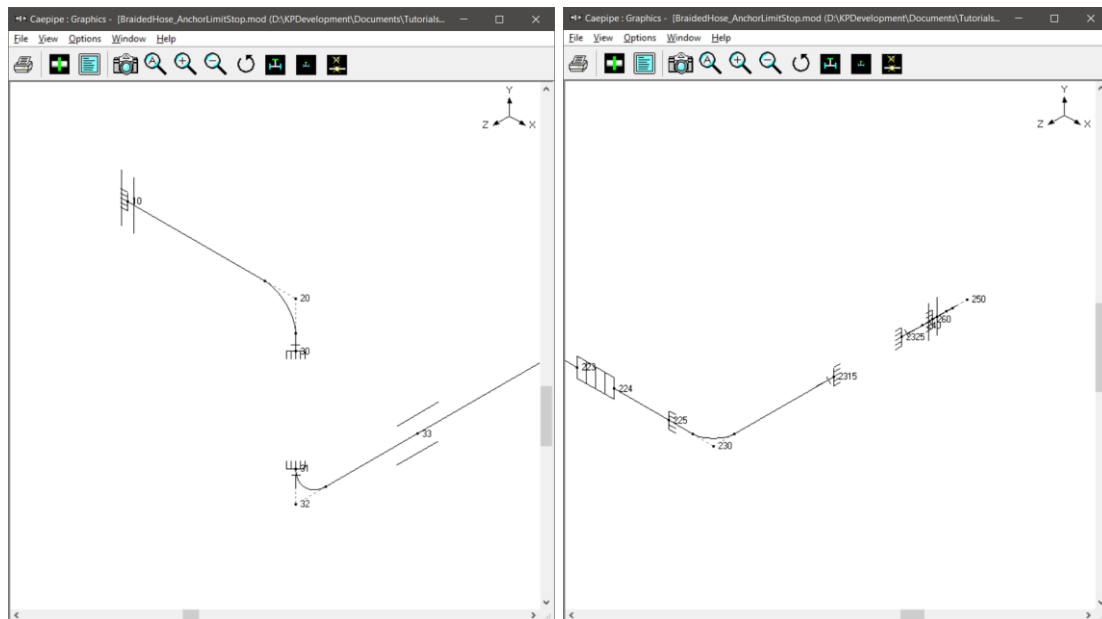 Caepipe : Graphics - [BraidedHose_AnchorLimitStop.mod (D:\KPDevelopment\Documents\Tutorials...
File View Options Window Help
Y
Z X
10
20
30
31
33
32
Caepipe : Graphics - [BraidedHose_AnchorLimitStop.mod (D:\KPDevelopment\Documents\Tutorials...
File View Options Window Help
Y
Z X
250
260
240
2325
223
2315
224
225
230